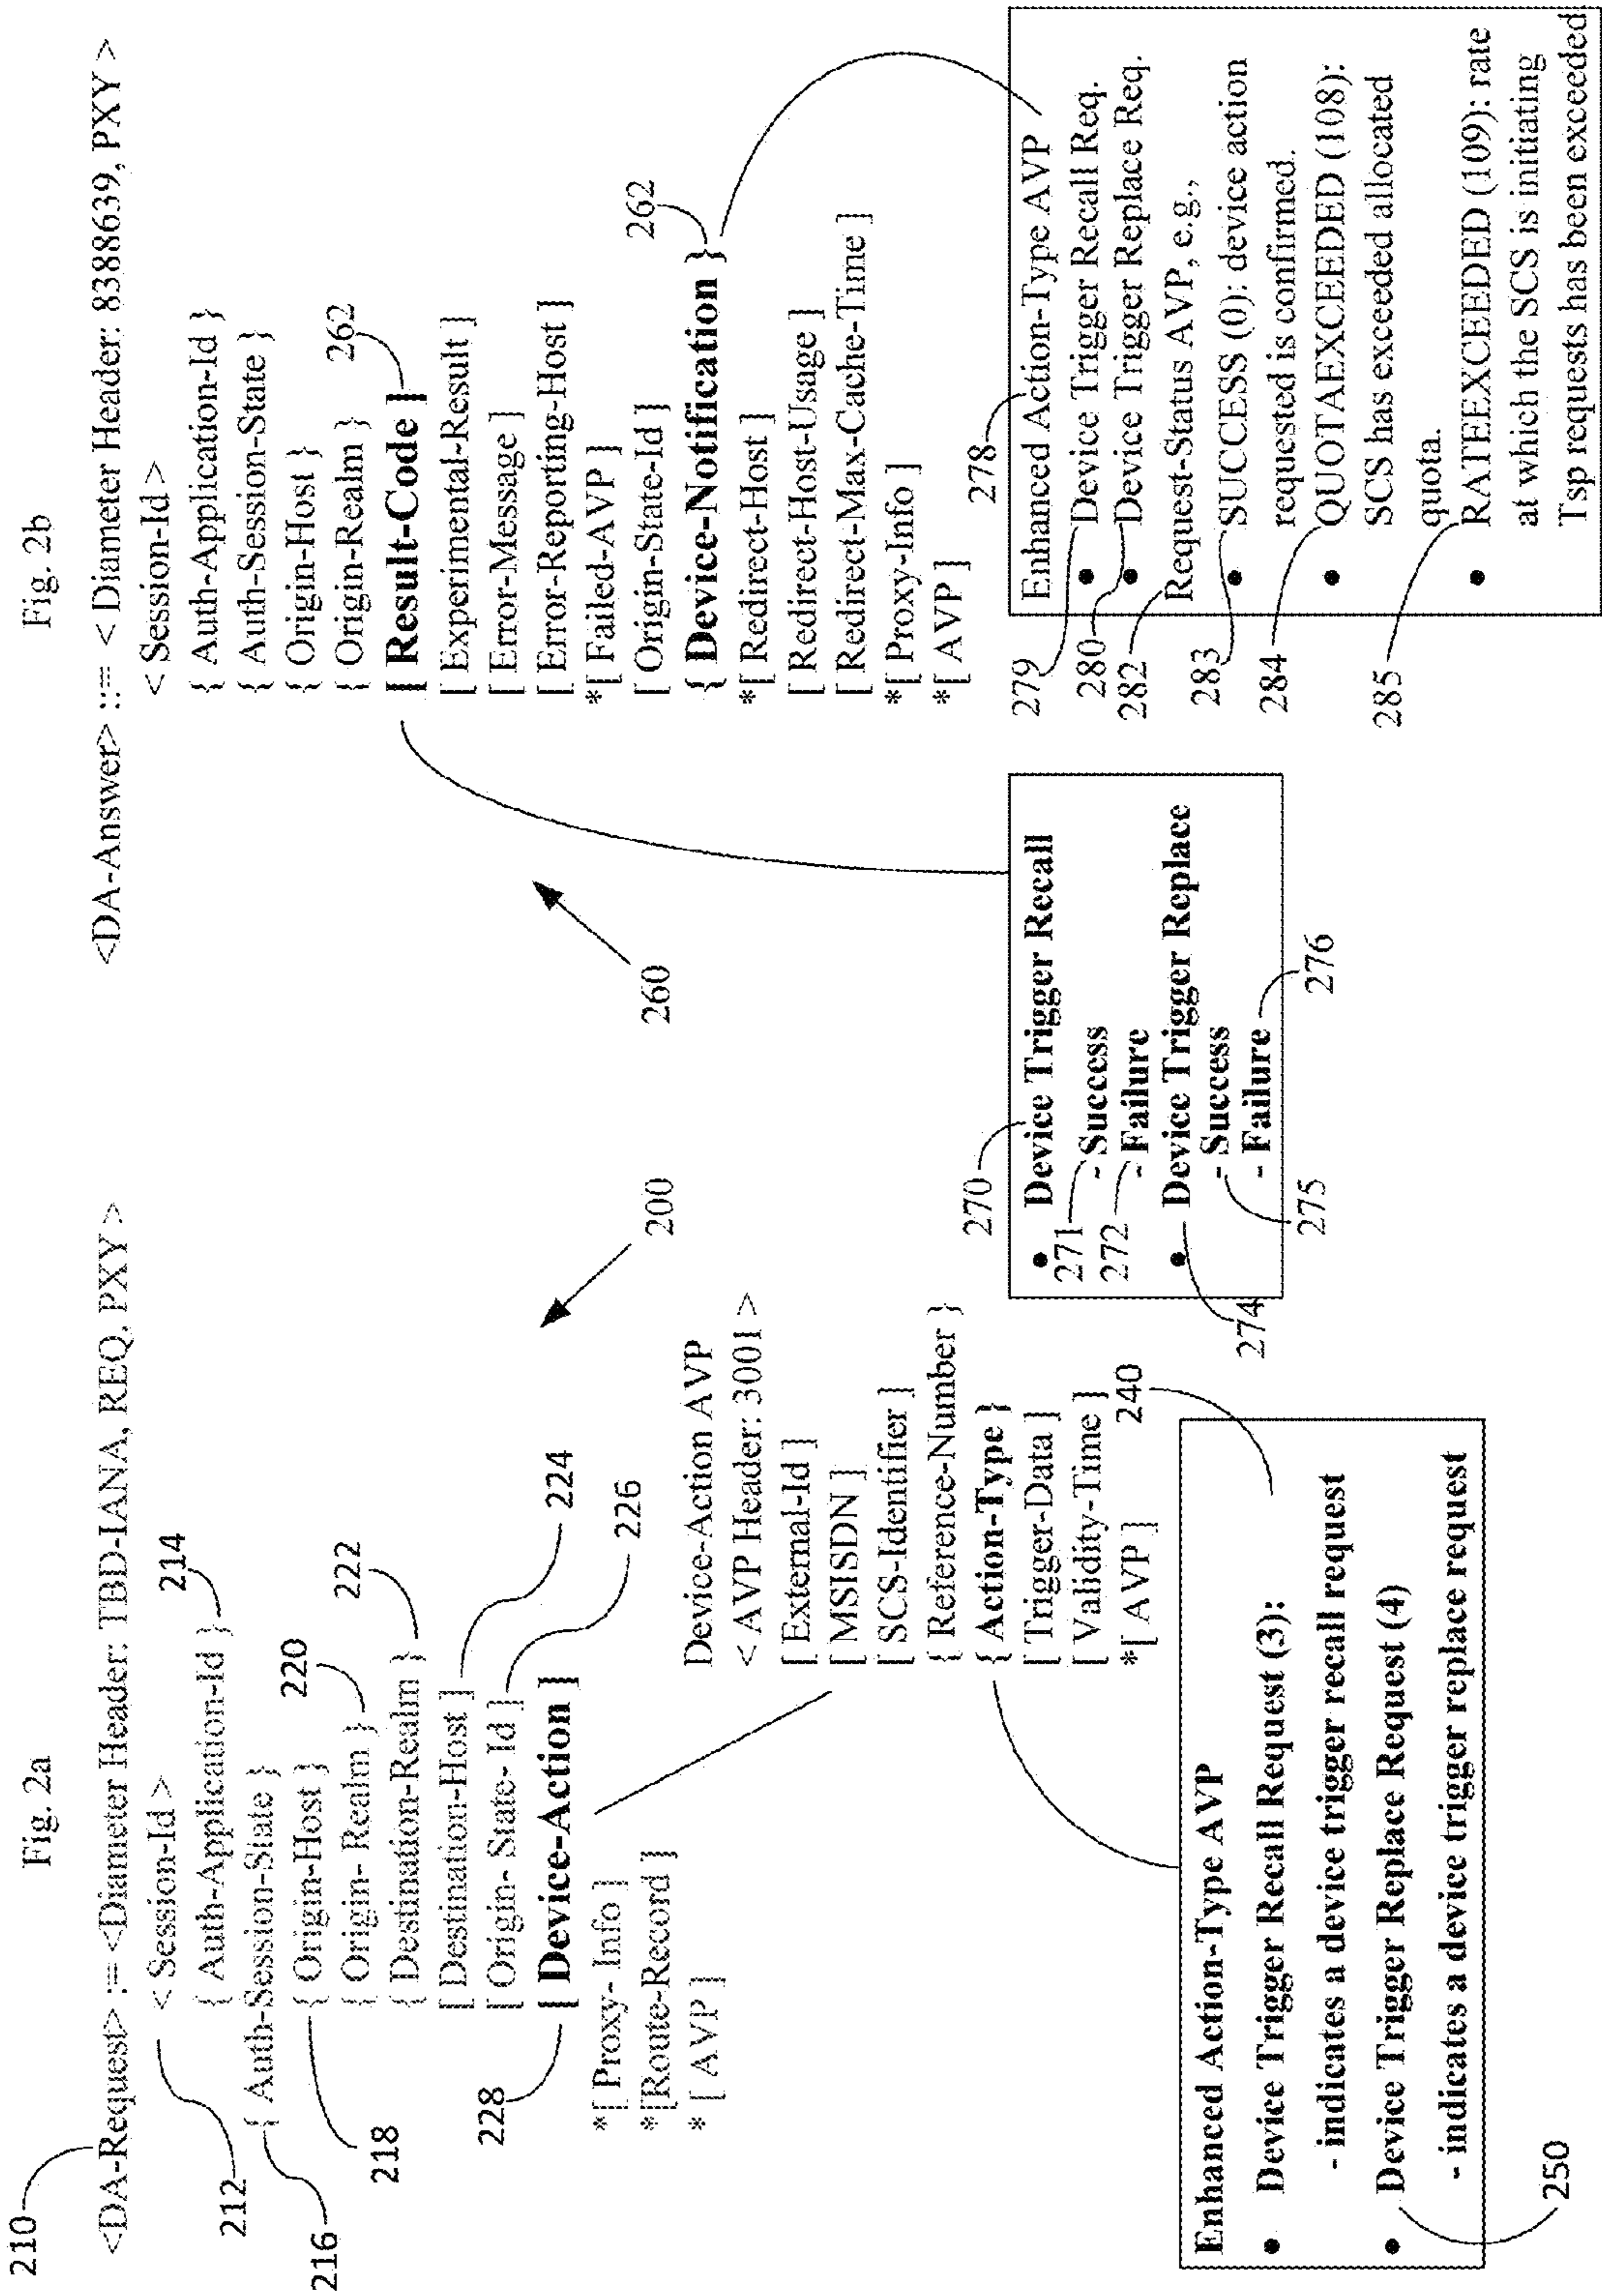 Fig. 2a
210
<DA-Request> := <Diameter Header: TBD-IANA, REQ, PXY >
< Session-Id >
212
{ Auth-Application-Id }
214
{ Auth-Session-State }
216
{ Origin-Host }
218
{ Origin- Realm }
220
{ Destination-Realm }
222
[ Destination-Host ]
224
[ Origin- State- Id ]
226
[ Device-Action ]
228
*[ Proxy- Info ]
*[Route-Record ]
* [ AVP ]
200
Device-Action AVP
< AVP Header: 3001 >
[ External-Id ]
[ MSISDN ]
[ SCS-Identifier ]
{ Reference-Number }
{ Action-Type }
[ Trigger-Data ]
[ Validity-Time ]
*[ AVP ]
240
Enhanced Action-Type AVP
• Device Trigger Recall Request (3):
- indicates a device trigger recall request
• Device Trigger Replace Request (4)
- indicates a device trigger replace request
250
Fig. 2b
<DA-Answer> ::= < Diameter Header: 8388639, PXY >
< Session-Id >
{ Auth-Application-Id }
{ Auth-Session-State }
{ Origin-Host }
{ Origin-Realm }
262
[ Result-Code ]
[ Experimental-Result ]
[ Error-Message ]
[ Error-Reporting-Host ]
*[ Failed-AVP ]
[ Origin-State-Id ]
262
{ Device-Notification }
*[ Redirect-Host ]
[ Redirect-Host-Usage ]
[ Redirect-Max-Cache-Time ]
*[ Proxy-Info ]
*[ AVP ]
260
270
• Device Trigger Recall
271
- Success
272
- Failure
• Device Trigger Replace
274
- Success
275
- Failure
276
278
Enhanced Action-Type AVP
279
• Device Trigger Recall Req.
280
• Device Trigger Replace Req.
282
Request-Status AVP, e.g.,
283
• SUCCESS (0): device action
requested is confirmed.
284
• QUOTAEXCEEDED (108):
SCS has exceeded allocated
quota.
285
• RATEEXCEEDED (109): rate
at which the SCS is initiating
Tsp requests has been exceeded